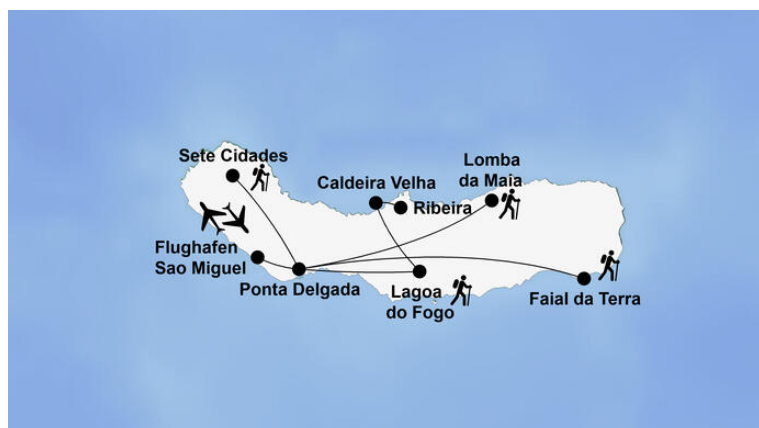 Sete Cidades
Lomba
da Maia
Caldeira Velha
Ribeira
Flughafen
Sao Miguel
Ponta Delgada
Lagoa
do Fogo
Faial da Terra